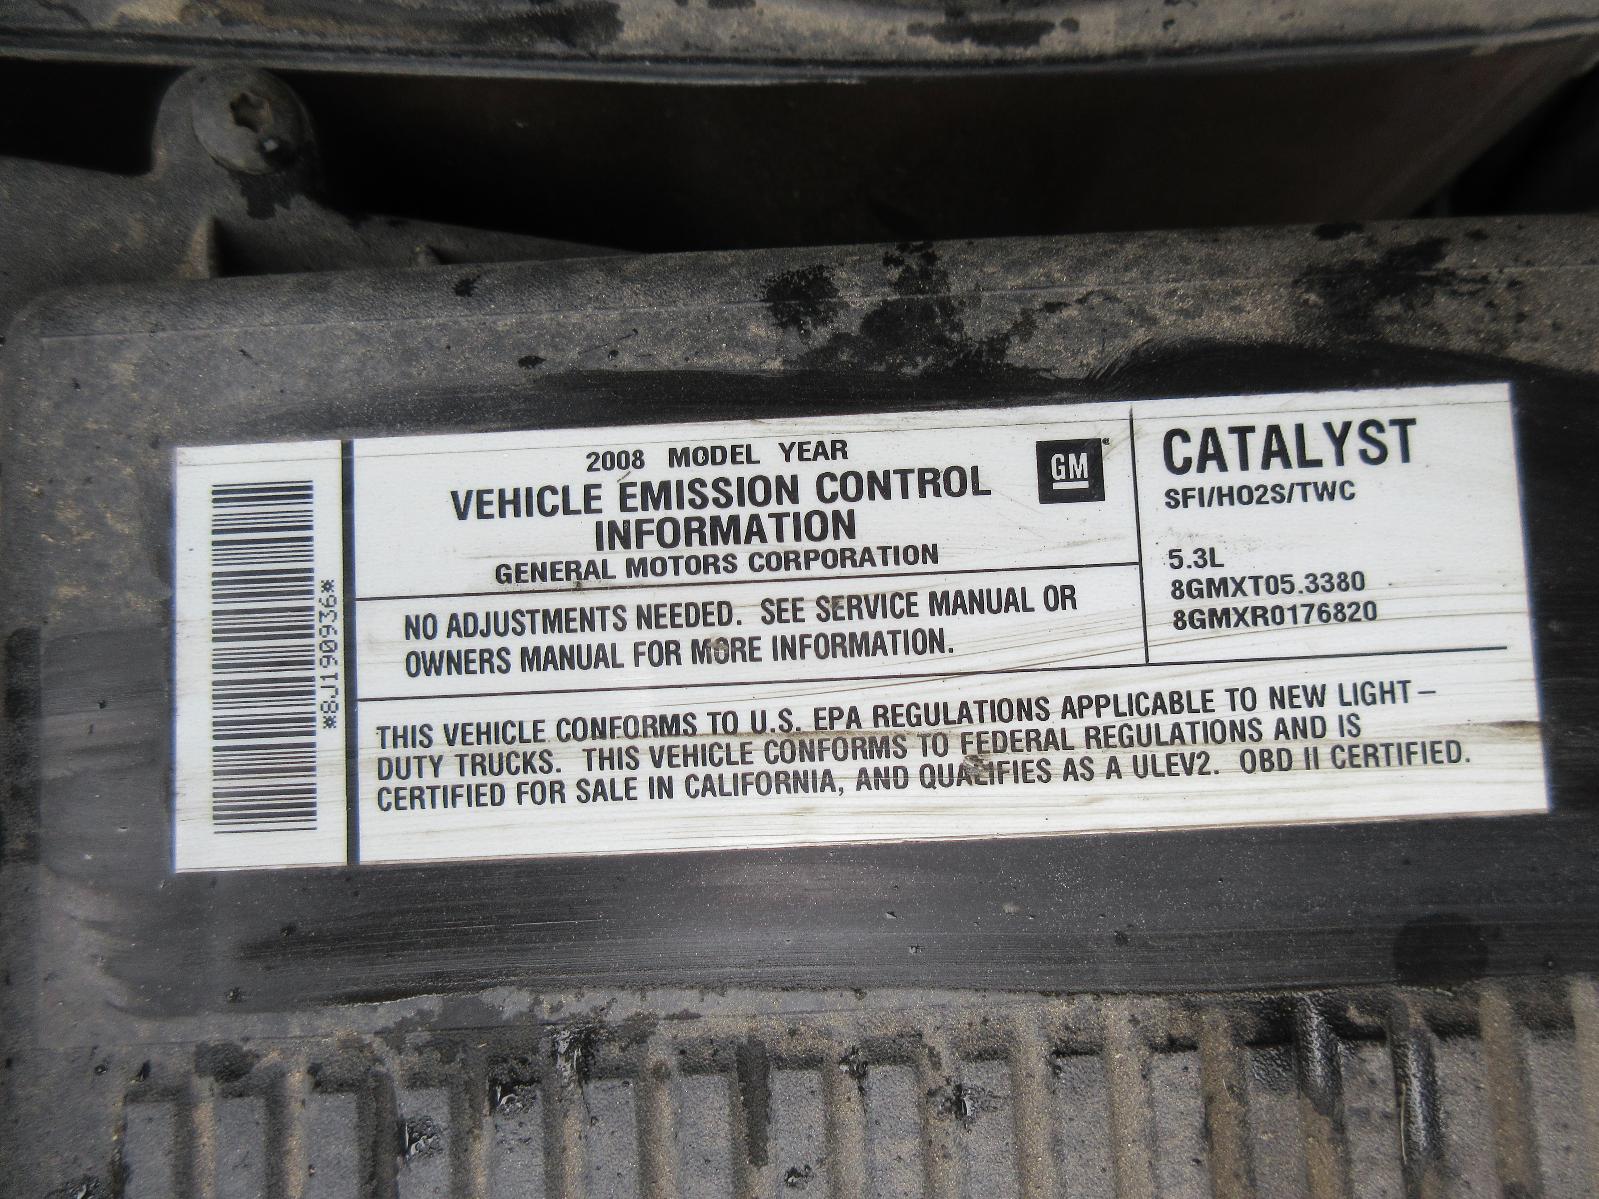 *8J190936*
2008 MODEL YEAR
VEHICLE EMISSION CONTROL
INFORMATION
GENERAL MOTORS CORPORATION
GM
NO ADJUSTMENTS NEEDED. SEE SERVICE MANUAL OR
OWNERS MANUAL FOR MORE INFORMATION.
CATALYST
SFI/HO2S/TWC
5.3L
8GMXT05.3380
8GMXR0176820
THIS VEHICLE CONFORMS TO U.S. EPA REGULATIONS APPLICABLE TO NEW LIGHT-
DUTY TRUCKS. THIS VEHICLE CONFORMS TO FEDERAL REGULATIONS AND IS
CERTIFIED FOR SALE IN CALIFORNIA, AND QUALIFIES AS A ULEV2. OBD II CERTIFIED.